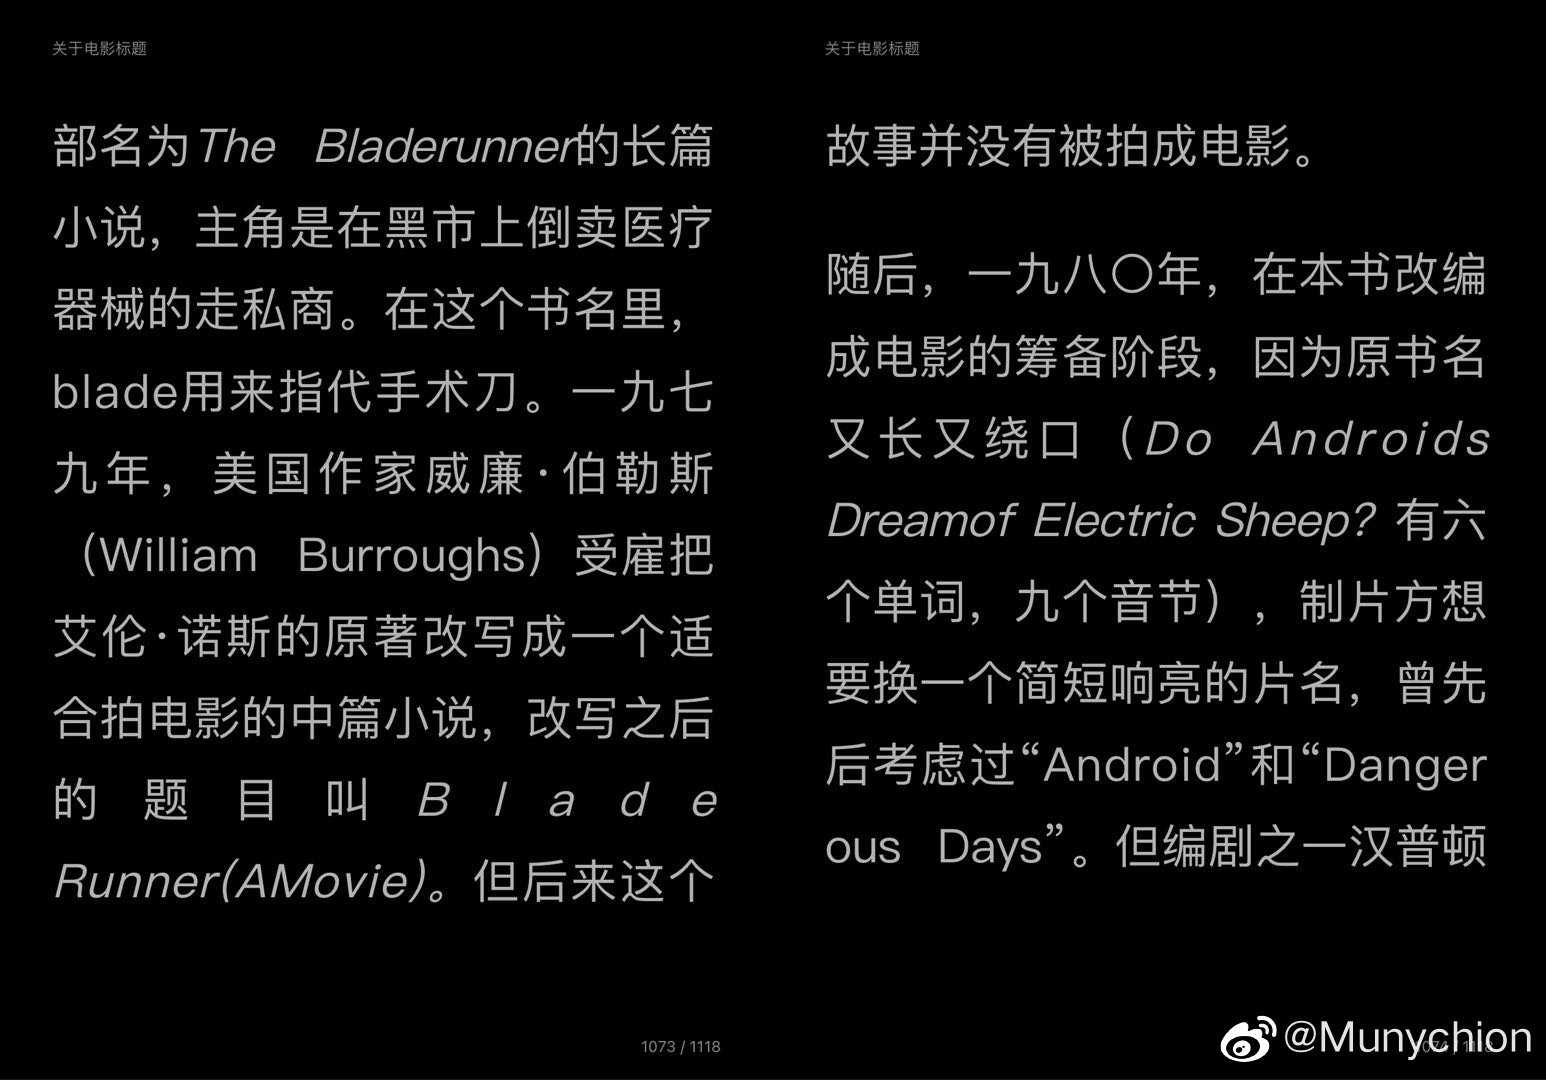 关于电影标题
部名为The Bladerunner的长篇
小说，主角是在黑市上倒卖医疗
器械的走私商。在这个书名里，
blade用来指代手术刀。一九七
九年，美国作家威廉·伯勒斯
（William Burroughs）受雇把
艾伦·诺斯的原著改写成一个适
合拍电影的中篇小说，改写之后
的题目叫Blade
Runner(AMovie)。但后来这个
1073 / 1118
关于电影标题
故事并没有被拍成电影。
随后，一九八〇年，在本书改编
成电影的筹备阶段，因为原书名
又长又绕口（Do Androids
Dreamof Electric Sheep? 有六
个单词，九个音节），制片方想
要换一个简短响亮的片名，曾先
后考虑过“Android”和“Danger
ous Days”。但编剧之一汉普顿
1074 / 1118
@Munychion